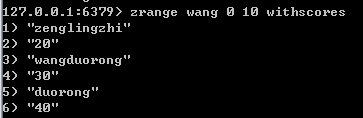 127.0.0.1:6379> zrange wang 0 10 withscores
1) "zenglingzhi"
2) "20"
3) "wangduorong"
4) "30"
5) "duorong"
6) "40"